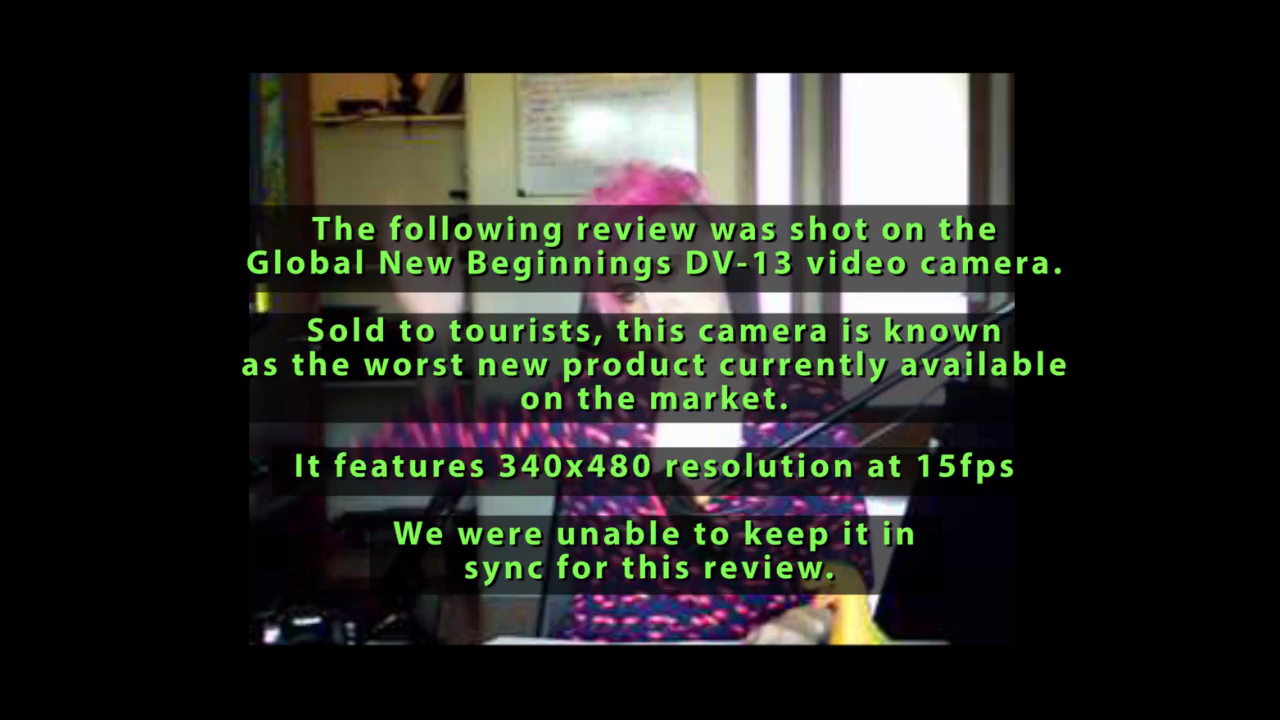 The following review was shot on the
Global New Beginnings DV-13 video camera.
Sold to tourists, this camera is known
as the worst new product currently available
on the market.
It features 340x480 resolution at 15fps
We were unable to keep it in
sync for this review.